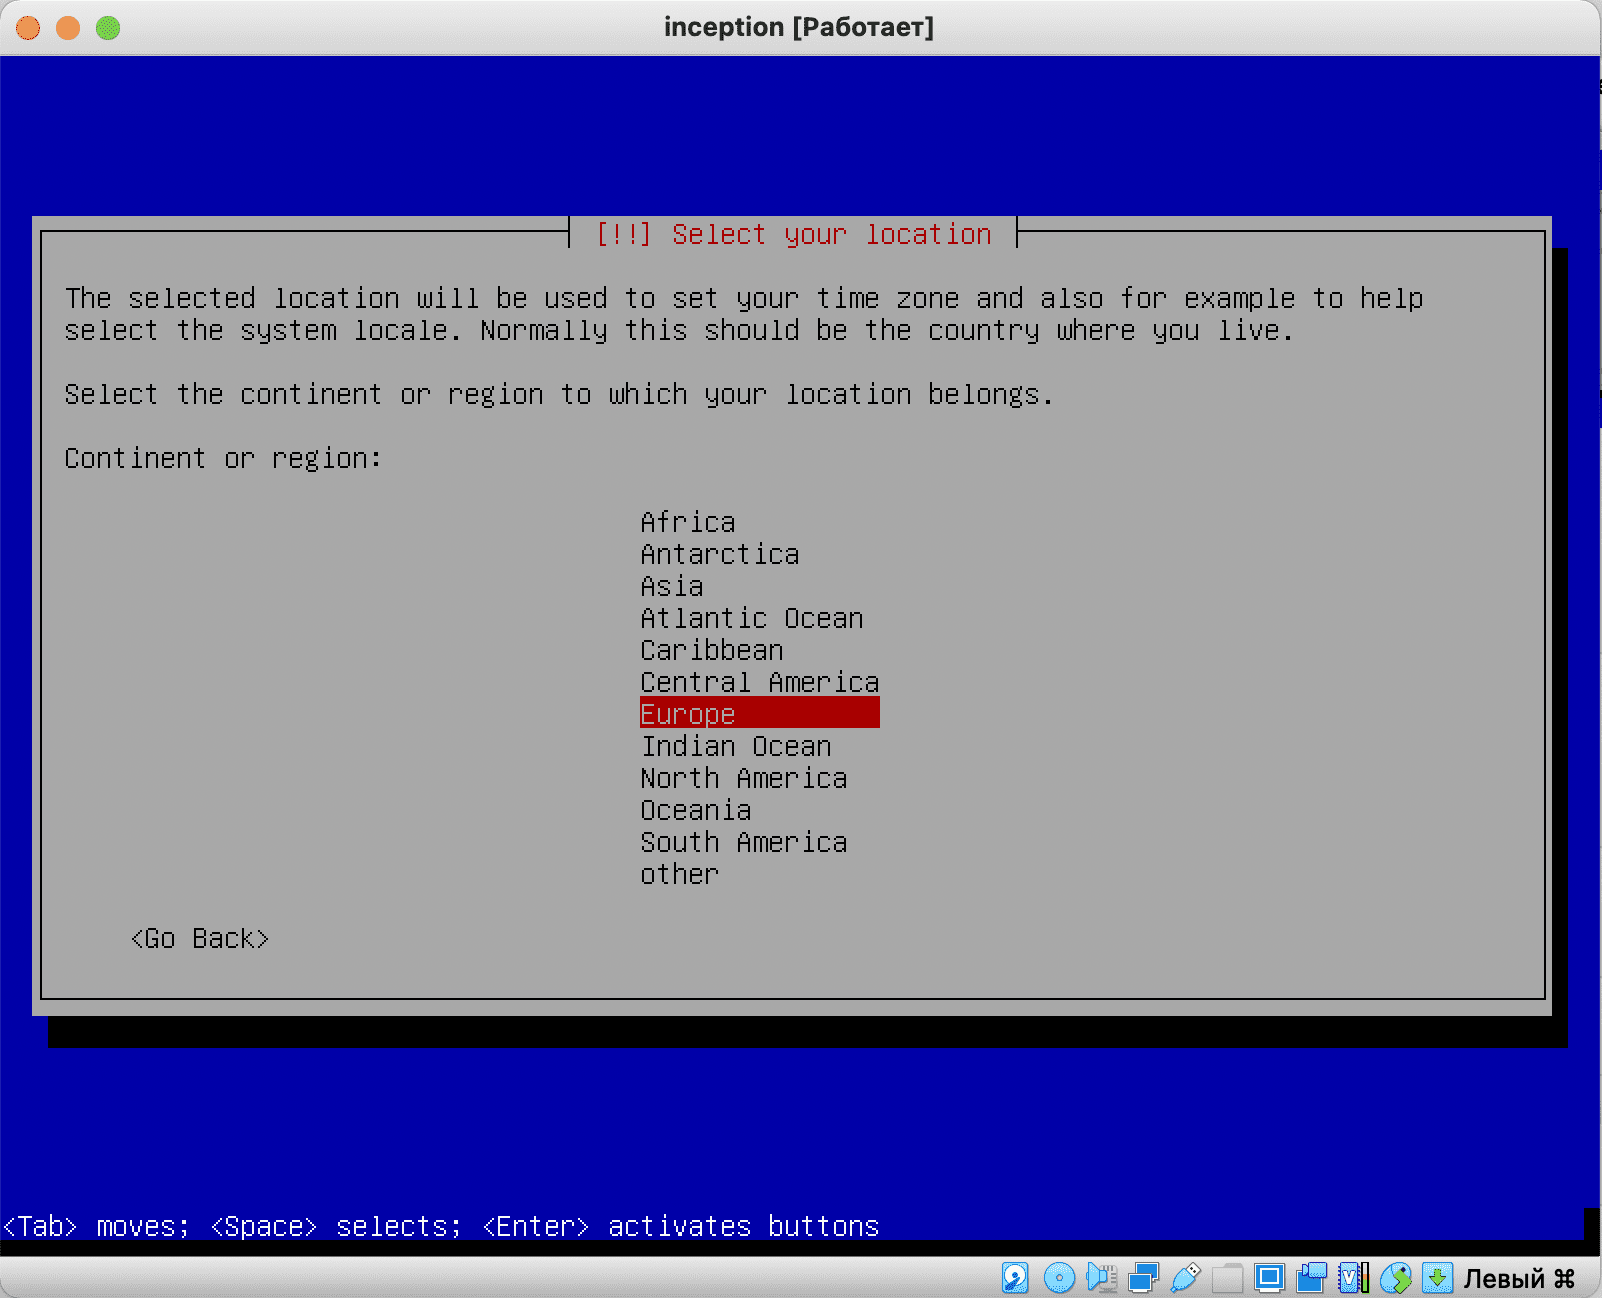 inception [Работает]
[!!] Select your location
The selected location will be used to set your time zone and also for example to help
select the system locale. Normally this should be the country where you live.
Select the continent or region to which your location belongs.
Continent or region:
Africa
Antarctica
Asia
Atlantic Ocean
Caribbean
Central America
Europe
Indian Ocean
North America
Oceania
South America
other
<Go Back>
<Tab> moves; <Space> selects; <Enter> activates buttons
Левый ⌘